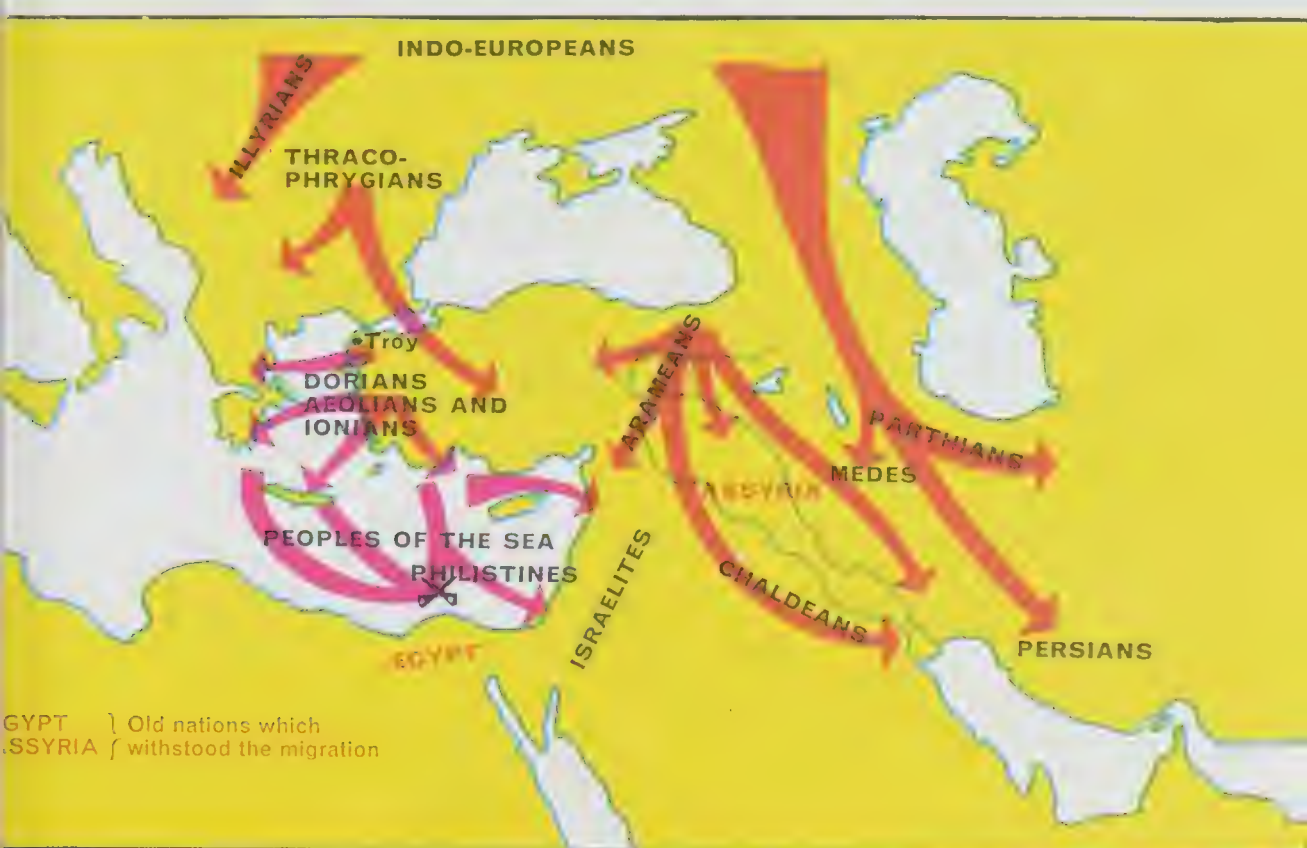 INDO-EUROPEANS
ILLYRIANS
THRACO-
PHRYGIANS
Troy
DORIANS
AEOLIANS AND
IONIANS
ARAMEANS
PARTHIANS
MEDES
ASSYRIA
PEOPLES OF THE SEA
PHILISTINES
ISRAELITES
CHALDEANS
EGYPT
PERSIANS
GYPT } Old nations which
SSYRIA withstood the migration